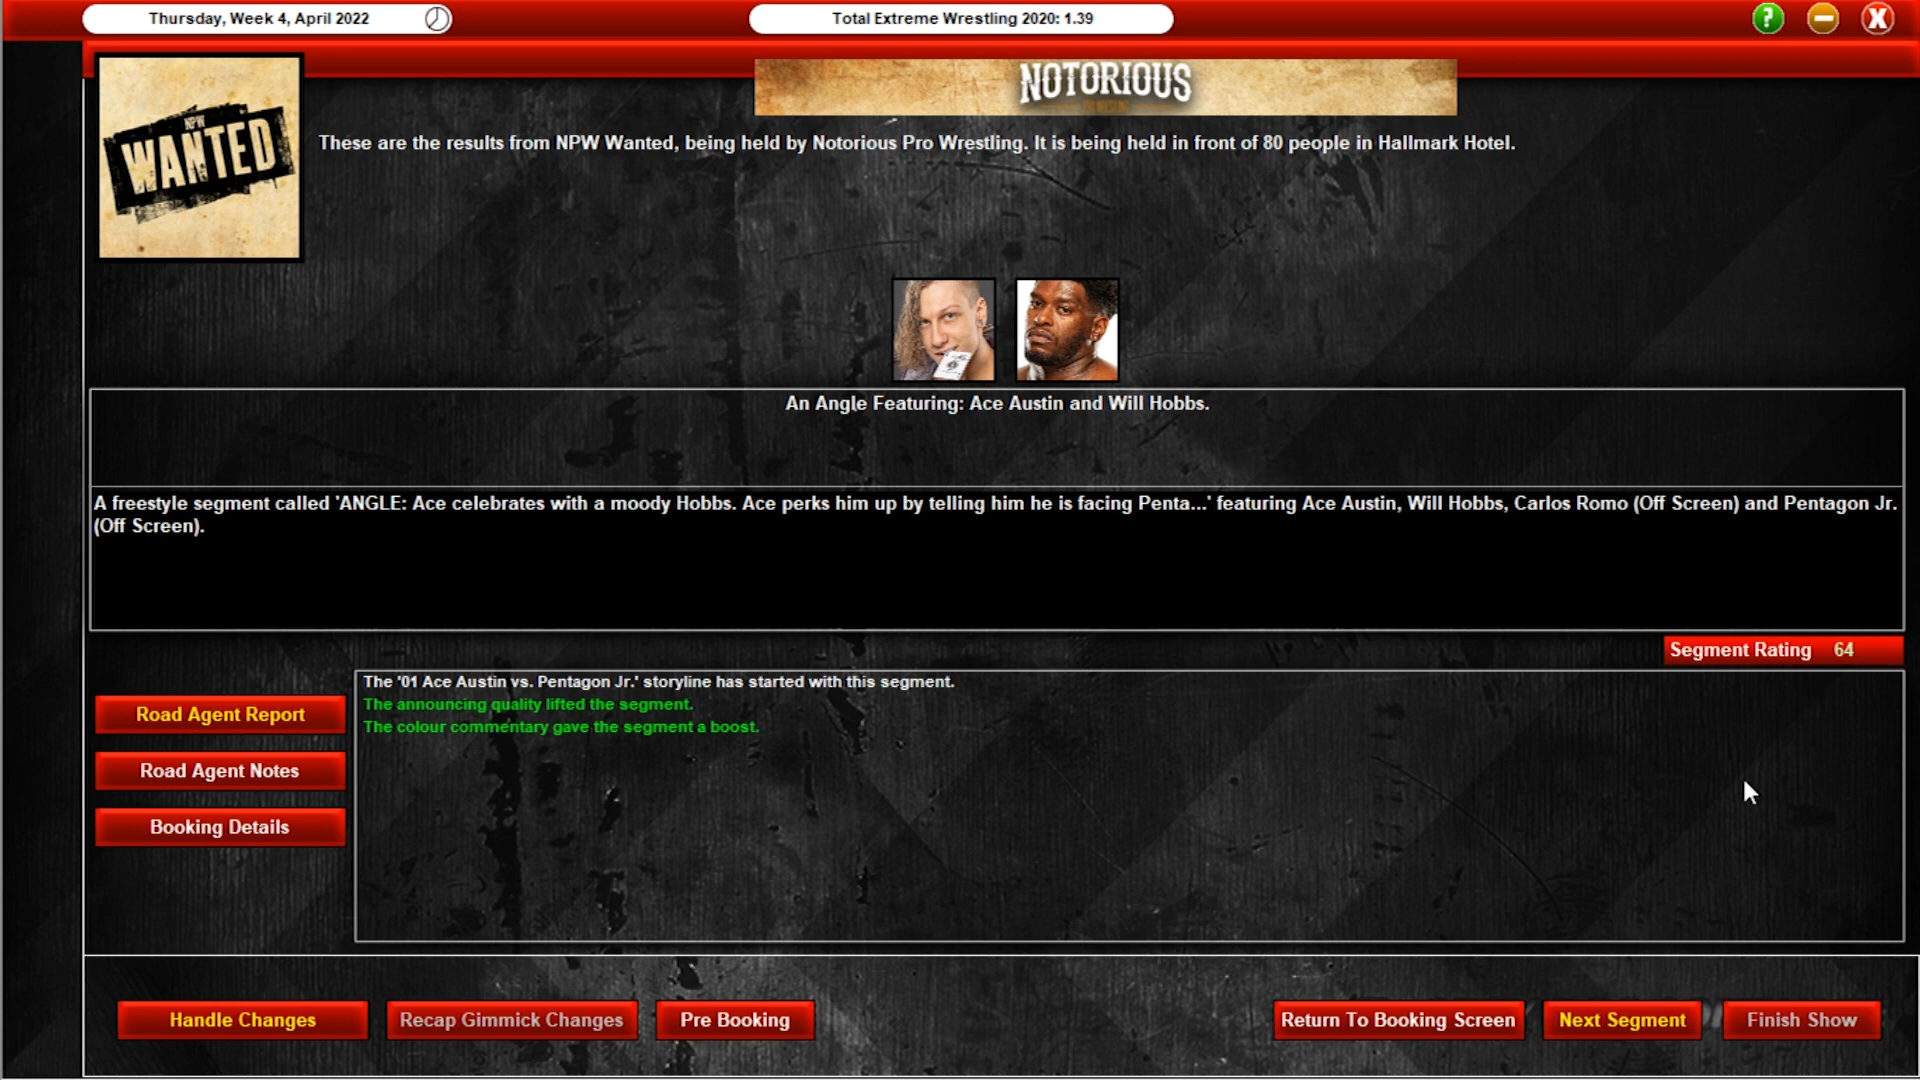 Thursday, Week 4, April 2022
Total Extreme Wrestling 2020: 1.39
?
X
NPW
WANTED
NOTORIOUS
These are the results from NPW Wanted, being held by Notorious Pro Wrestling. It is being held in front of 80 people in Hallmark Hotel.
An Angle Featuring: Ace Austin and Will Hobbs.
A freestyle segment called 'ANGLE: Ace celebrates with a moody Hobbs. Ace perks him up by telling him he is facing Penta...' featuring Ace Austin, Will Hobbs, Carlos Romo (Off Screen) and Pentagon Jr.
(Off Screen).
Segment Rating 64
The '01 Ace Austin vs. Pentagon Jr.' storyline has started with this segment.
The announcing quality lifted the segment.
The colour commentary gave the segment a boost.
Road Agent Report
Road Agent Notes
Booking Details
Handle Changes
Recap Gimmick Changes
Pre Booking
Return To Booking Screen
Next Segment
Finish Show